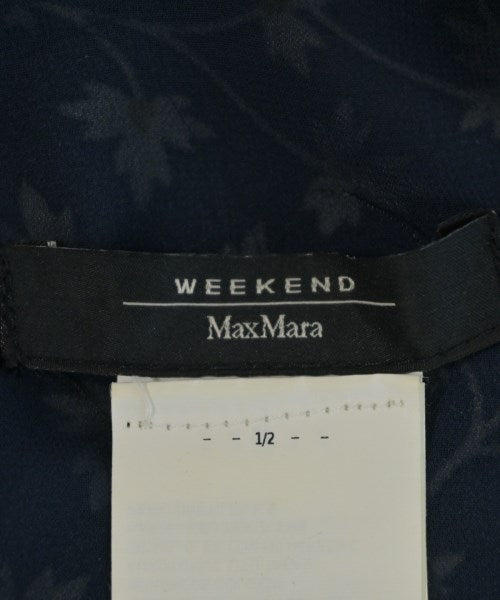 WEEKEND
MaxMara
- - 1/2 - -